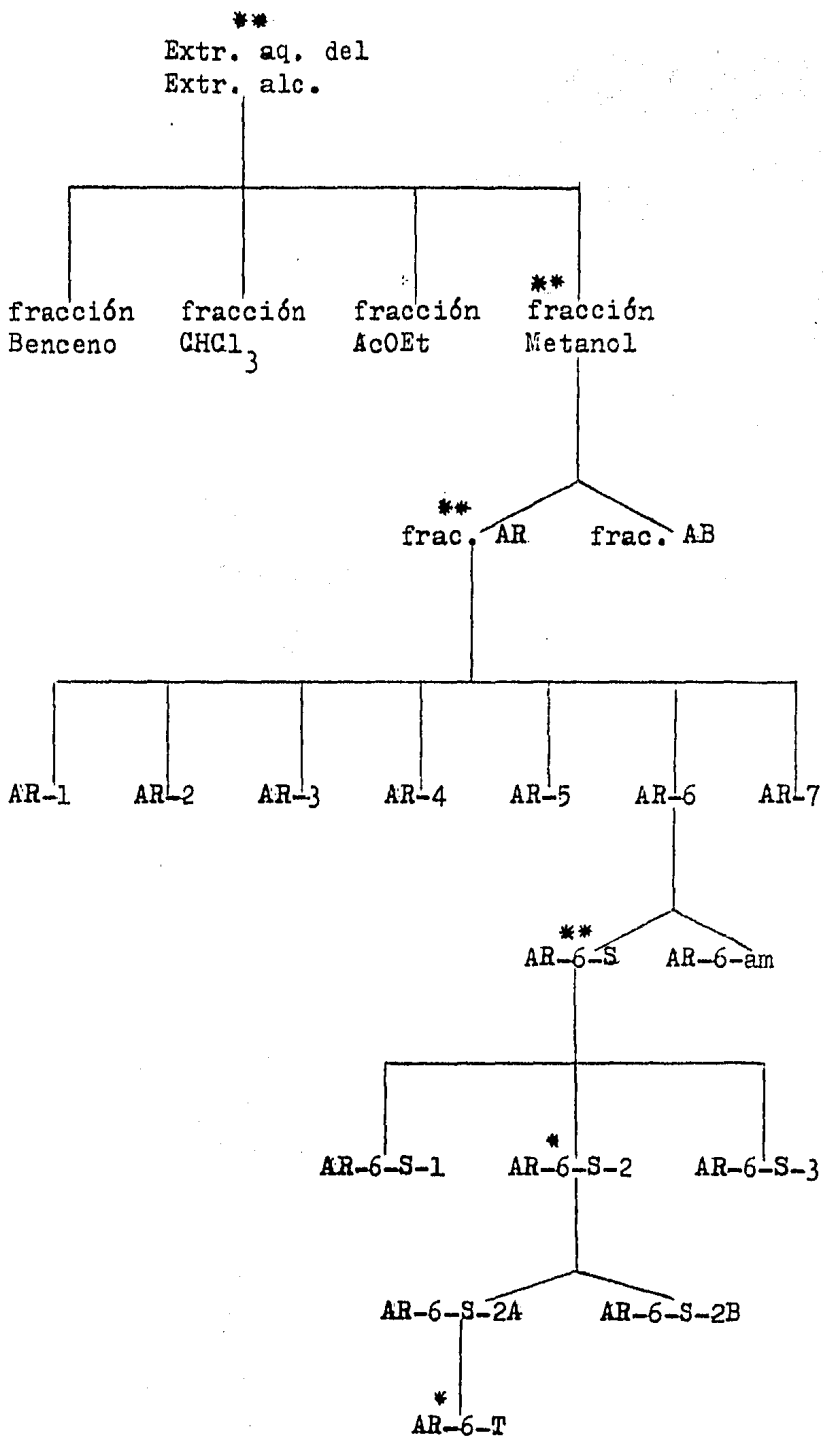 **
Extr. aq. del
Extr. alc.
**
fracción fracción fracción fracción
Benceno CHCl3 AcOEt Metanol
**
frac. AR frac. AB
AR-1 AR-2 AR-3 AR-4 AR-5 AR-6 AR-7
**
AR-6-S AR-6-am
*
AR-6-S-1 AR-6-S-2 AR-6-S-3
AR-6-S-2A AR-6-S-2B
*
AR-6-T